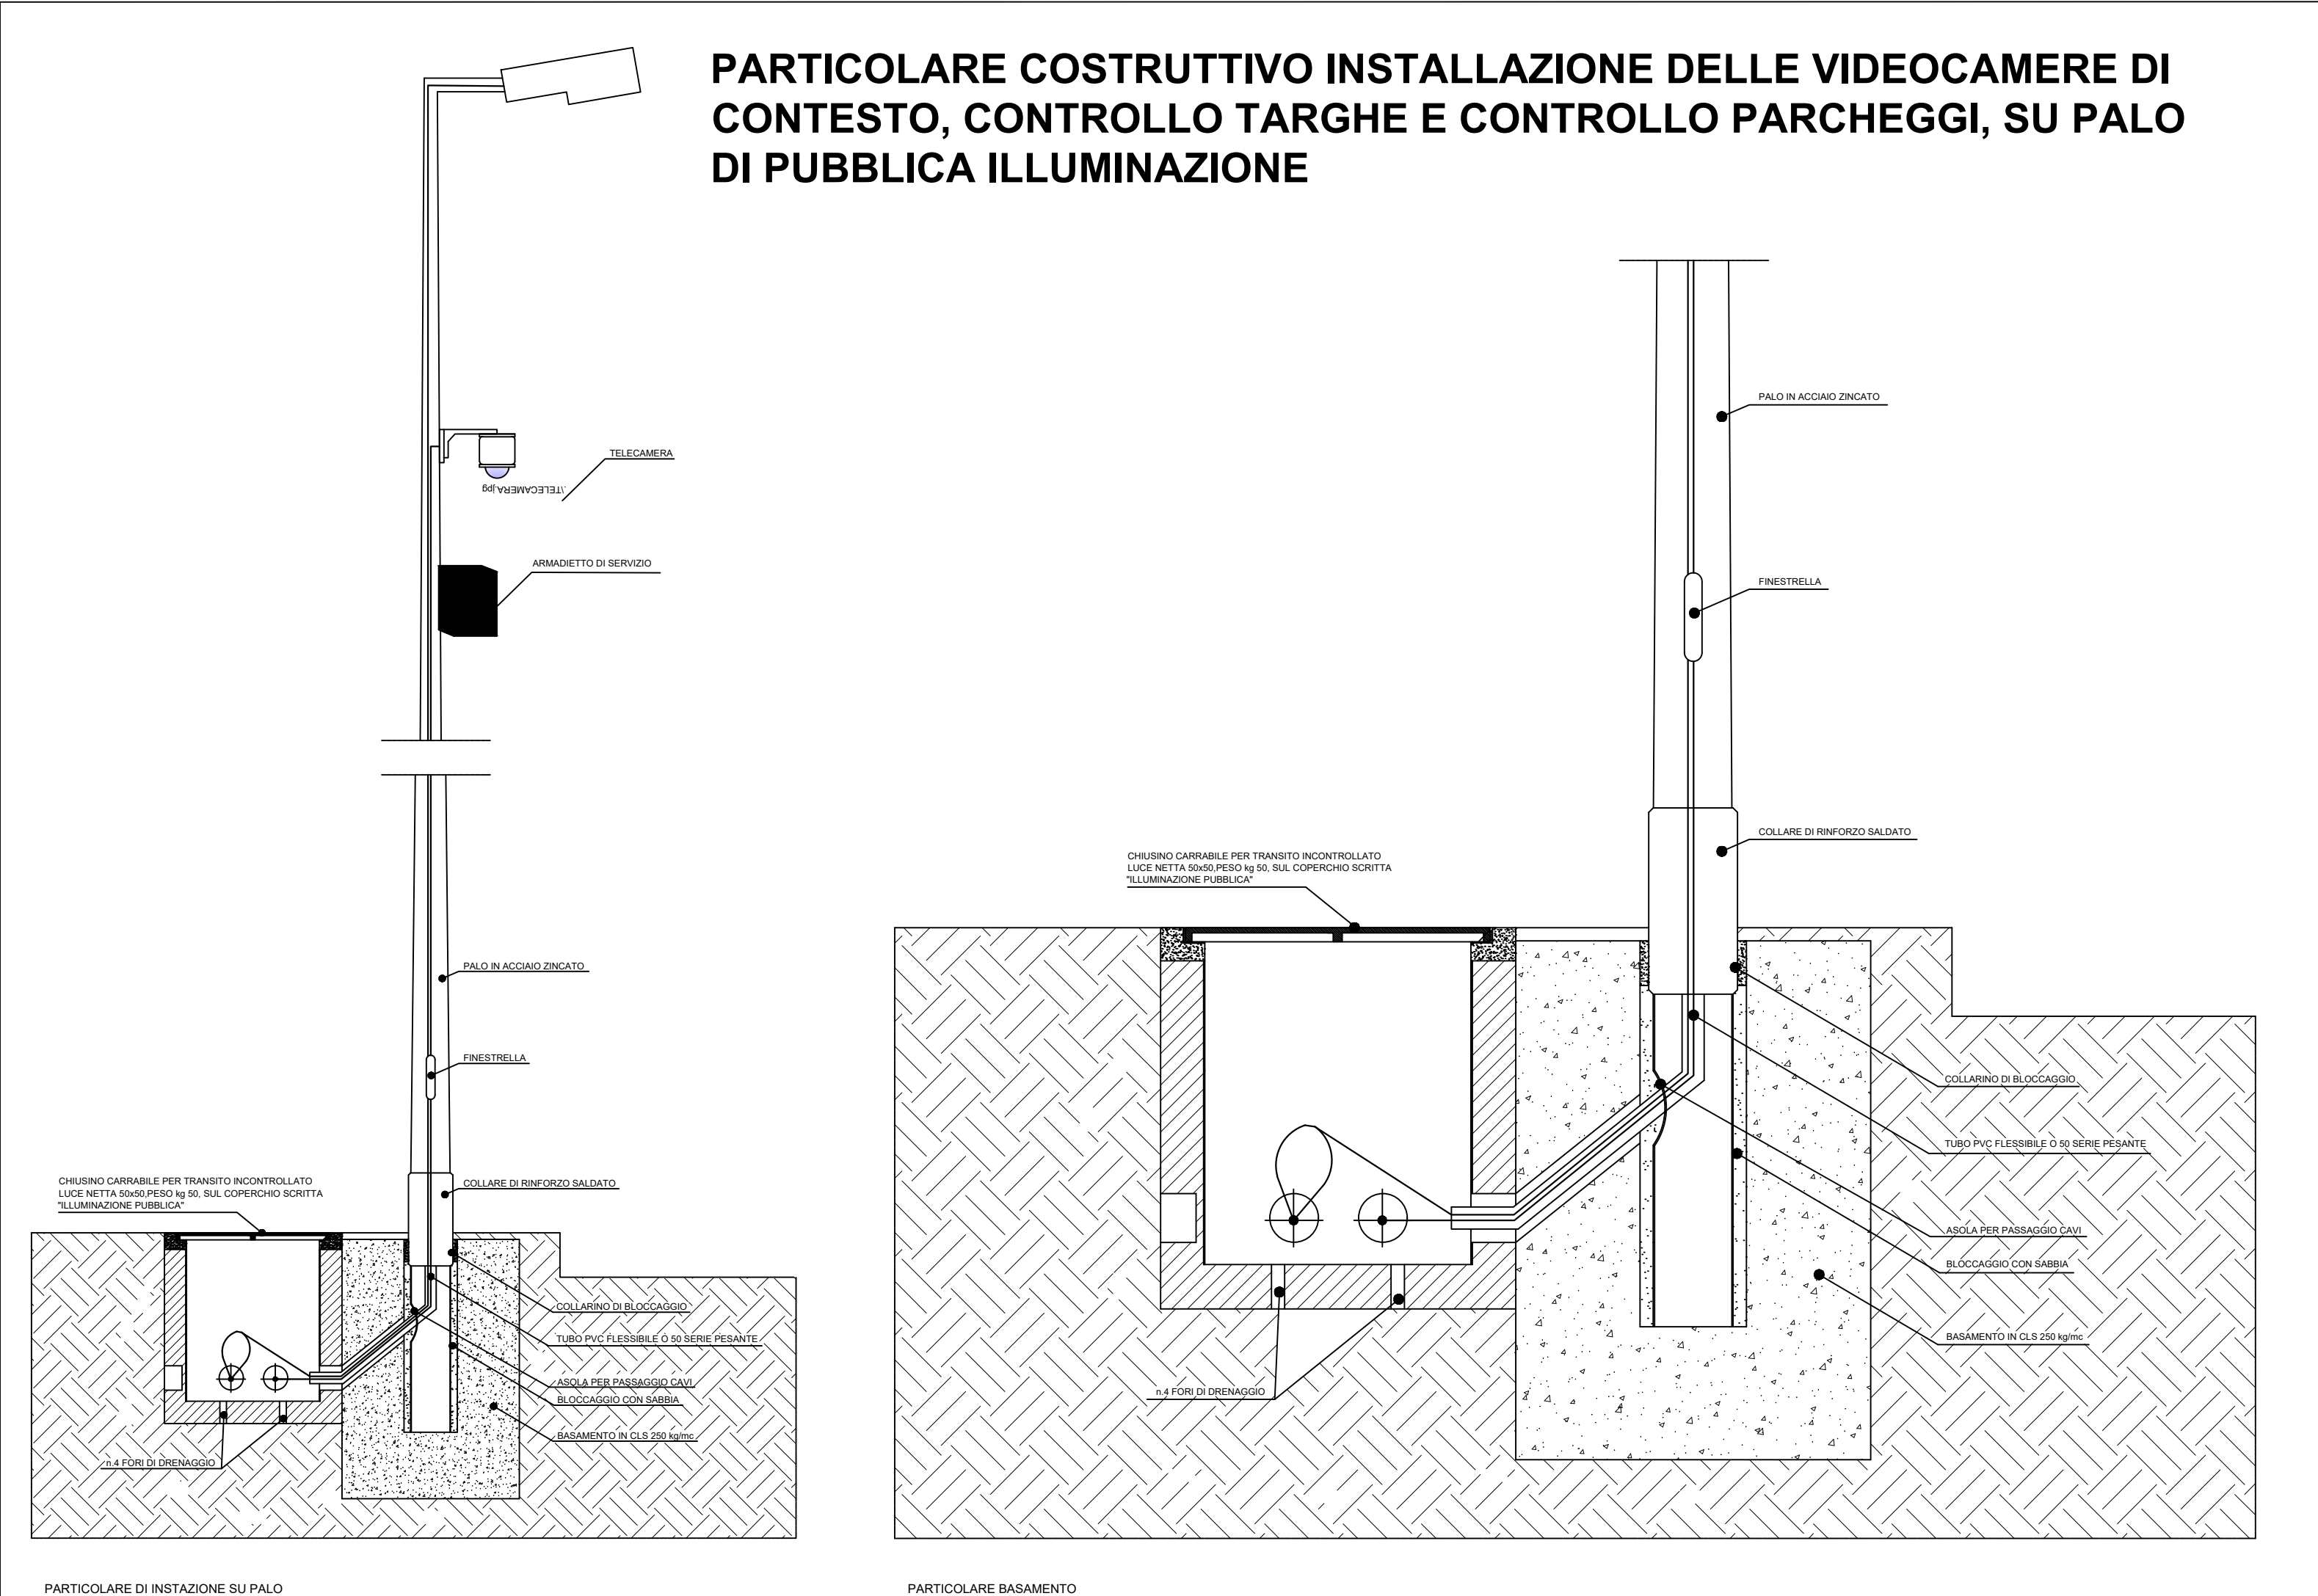 PARTICOLARE COSTRUTTIVO INSTALLAZIONE DELLE VIDEOCAMERE DI
CONTESTO, CONTROLLO TARGHE E CONTROLLO PARCHEGGI, SU PALO
DI PUBBLICA ILLUMINAZIONE
TELECAMERA
.\TELECAMERA.jpg
ARMADIETTO DI SERVIZIO
PALO IN ACCIAIO ZINCATO
FINESTRELLA
CHIUSINO CARRABILE PER TRANSITO INCONTROLLATO
LUCE NETTA 50x50,PESO kg 50, SUL COPERCHIO SCRITTA
"ILLUMINAZIONE PUBBLICA"
COLLARE DI RINFORZO SALDATO
COLLARINO DI BLOCCAGGIO
TUBO PVC FLESSIBILE O 50 SERIE PESANTE
ASOLA PER PASSAGGIO CAVI
BLOCCAGGIO CON SABBIA
BASAMENTO IN CLS 250 kg/mc
n.4 FORI DI DRENAGGIO
PARTICOLARE DI INSTAZIONE SU PALO
PALO IN ACCIAIO ZINCATO
FINESTRELLA
COLLARE DI RINFORZO SALDATO
CHIUSINO CARRABILE PER TRANSITO INCONTROLLATO
LUCE NETTA 50x50,PESO kg 50, SUL COPERCHIO SCRITTA
"ILLUMINAZIONE PUBBLICA"
COLLARINO DI BLOCCAGGIO
TUBO PVC FLESSIBILE O 50 SERIE PESANTE
ASOLA PER PASSAGGIO CAVI
BLOCCAGGIO CON SABBIA
BASAMENTO IN CLS 250 kg/mc
n.4 FORI DI DRENAGGIO
PARTICOLARE BASAMENTO